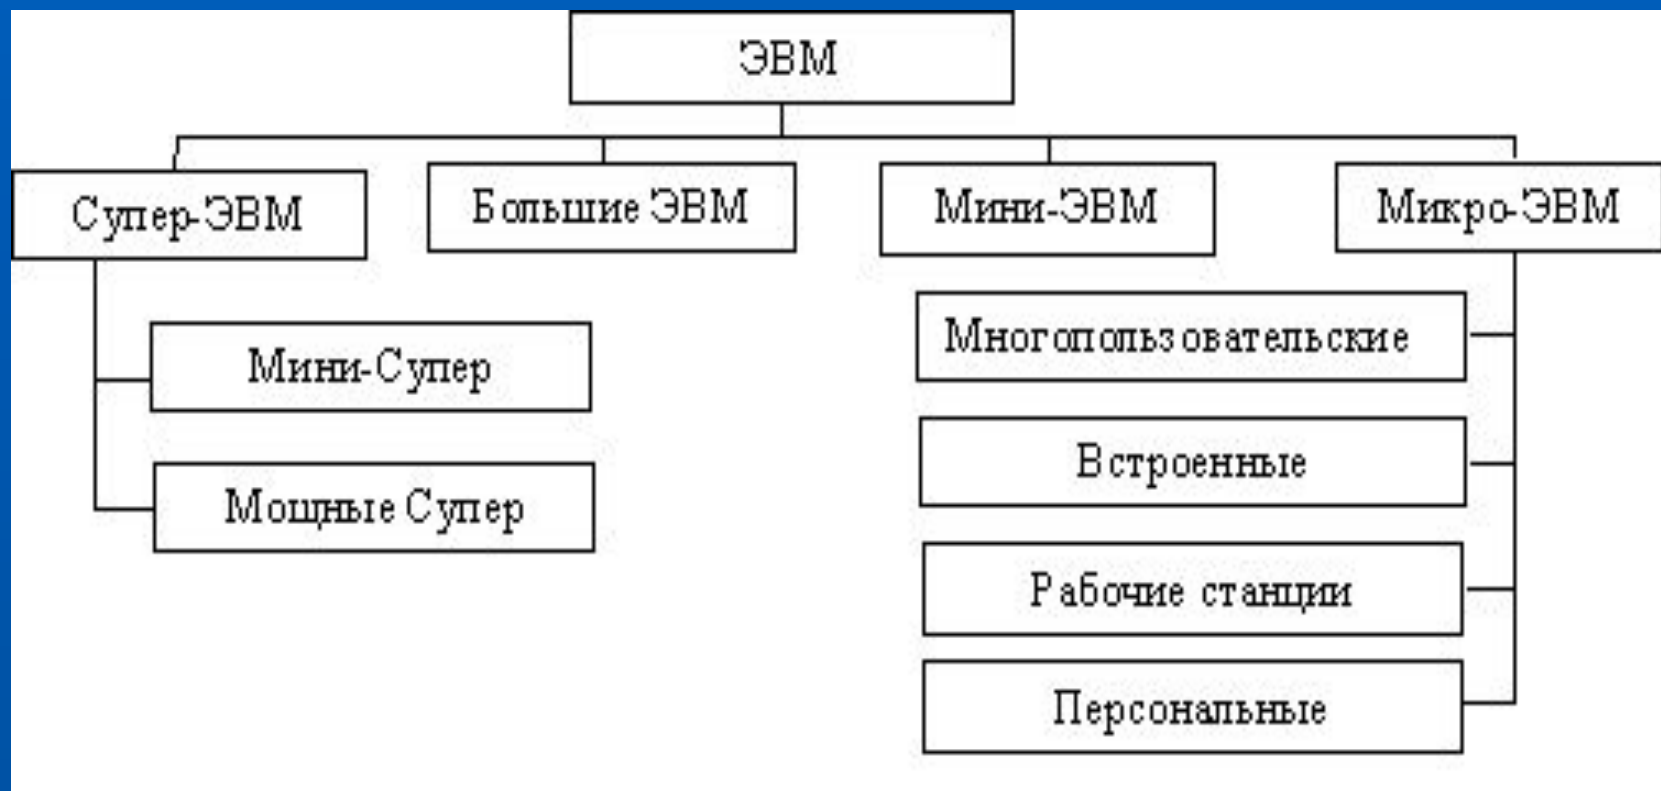 ЭВМ
Супер-ЭВМ
Большие ЭВМ
Мини-ЭВМ
Микро-ЭВМ
Мини-Супер
Мощные Супер
Многопользовательские
Встроенные
Рабочие станции
Персональные